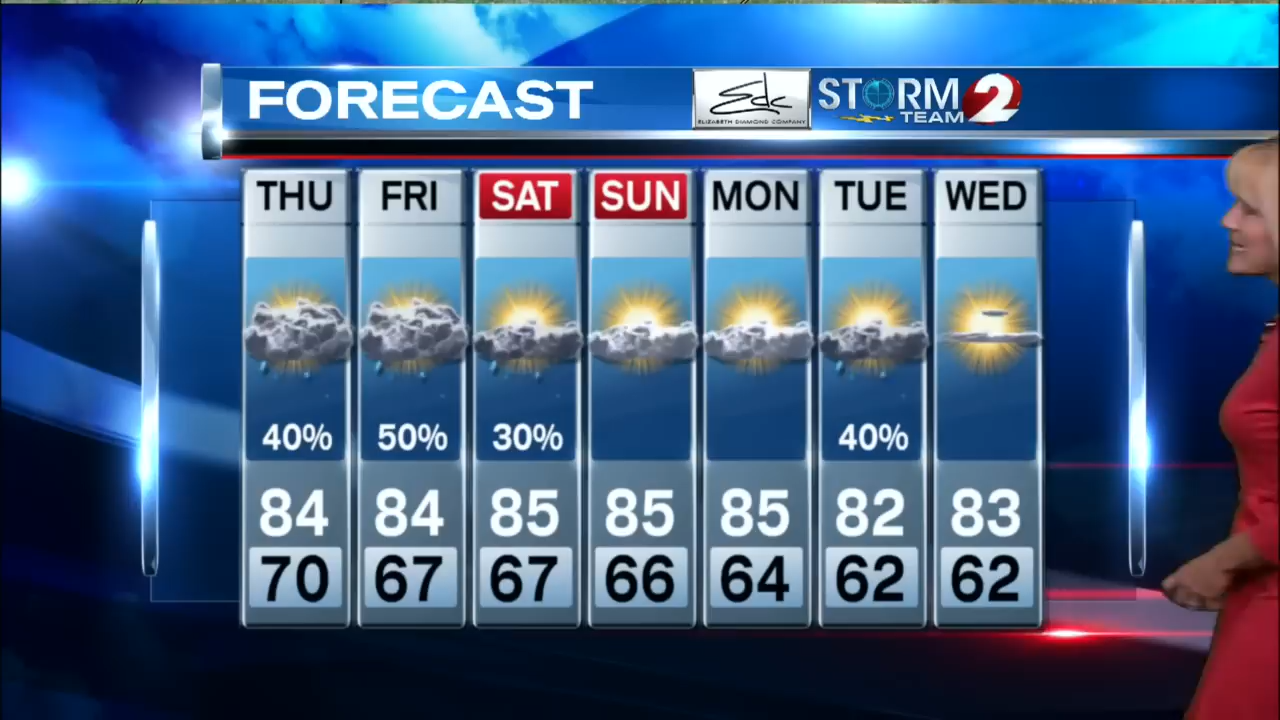 FORECAST
Edc
ELIZABETH DIAMOND COMPANY
STORM
TEAM 2
THU FRI SAT SUN MON TUE WED
40% 50% 30% 40%
84 84 85 85 85 82 83
70 67 67 66 64 62 62